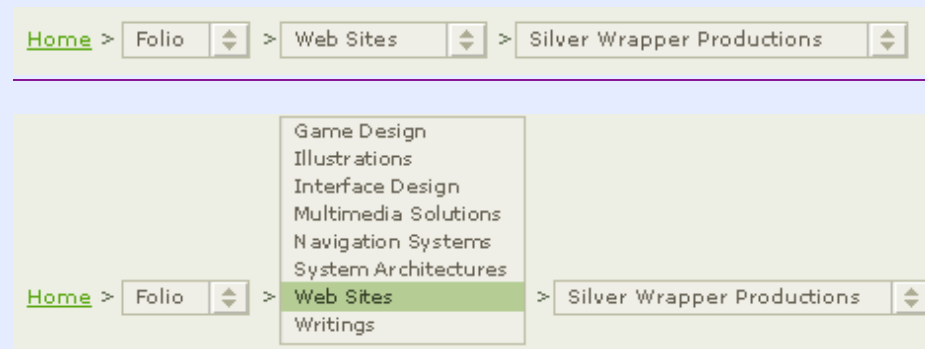 Home > Folio > Web Sites > Silver Wrapper Productions
Game Design
Illustrations
Interface Design
Multimedia Solutions
Navigation Systems
System Architectures
Home > Folio > Web Sites > Silver Wrapper Productions
Writings